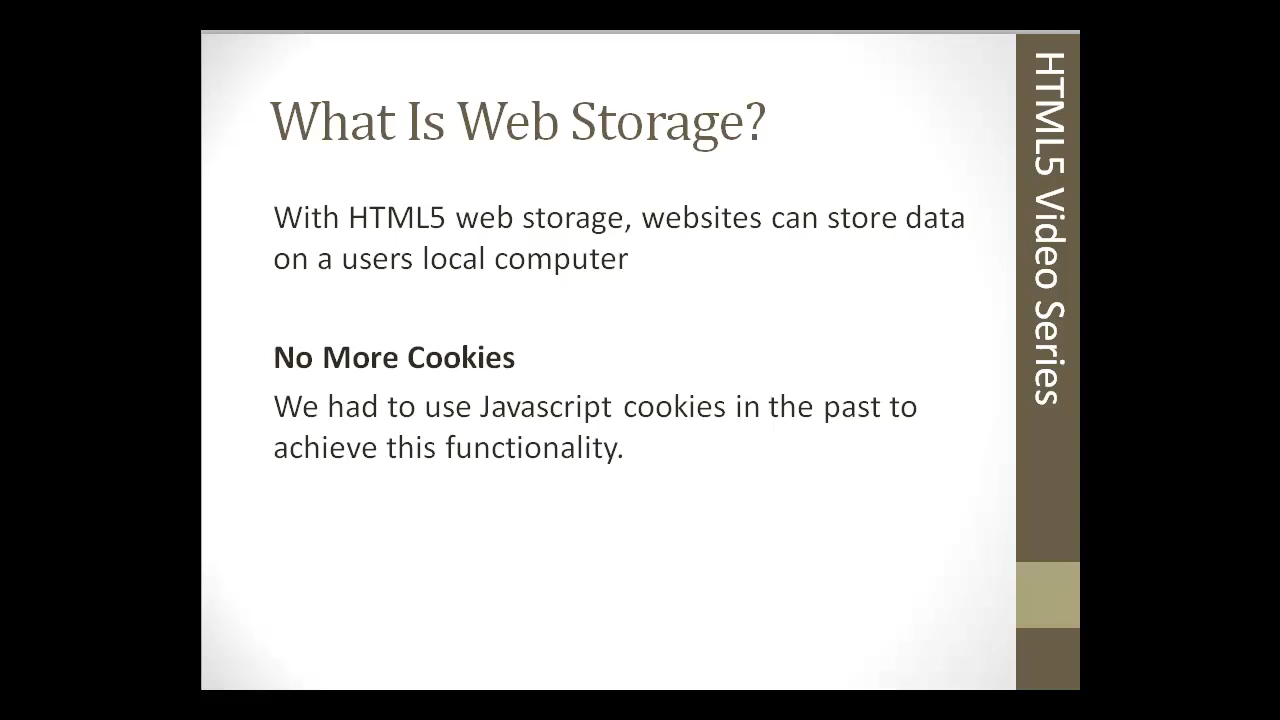 What Is Web Storage?
With HTML5 web storage, websites can store data
on a users local computer
No More Cookies
We had to use Javascript cookies in the past to
achieve this functionality.
HTML5 Video Series